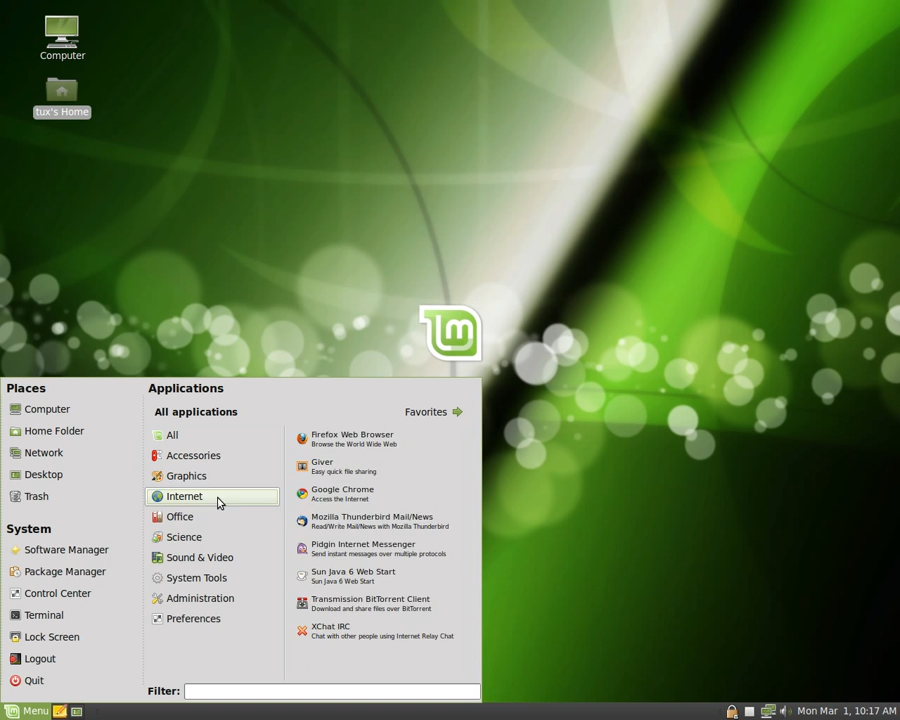 Computer
tux's Home
lm
Places
Computer
Home Folder
Network
Desktop
Trash
System
Software Manager
Package Manager
Control Center
Terminal
Lock Screen
Logout
Quit
Applications
All applications
Favorites
All
Accessories
Graphics
Internet
Office
Science
Sound & Video
System Tools
Administration
Preferences
Firefox Web Browser
Browse the World Wide Web
Giver
Easy quick file sharing
Google Chrome
Access the Internet
Mozilla Thunderbird Mail/News
Read/Write Mail/News with Mozilla Thunderbird
Pidgin Internet Messenger
Send instant messages over multiple protocols
Sun Java 6 Web Start
Sun Java 6 Web Start
Transmission BitTorrent Client
Download and share files over BitTorrent
XChat IRC
Chat with other people using Internet Relay Chat
Filter:
Menu
Mon Mar 1, 10:17 AM